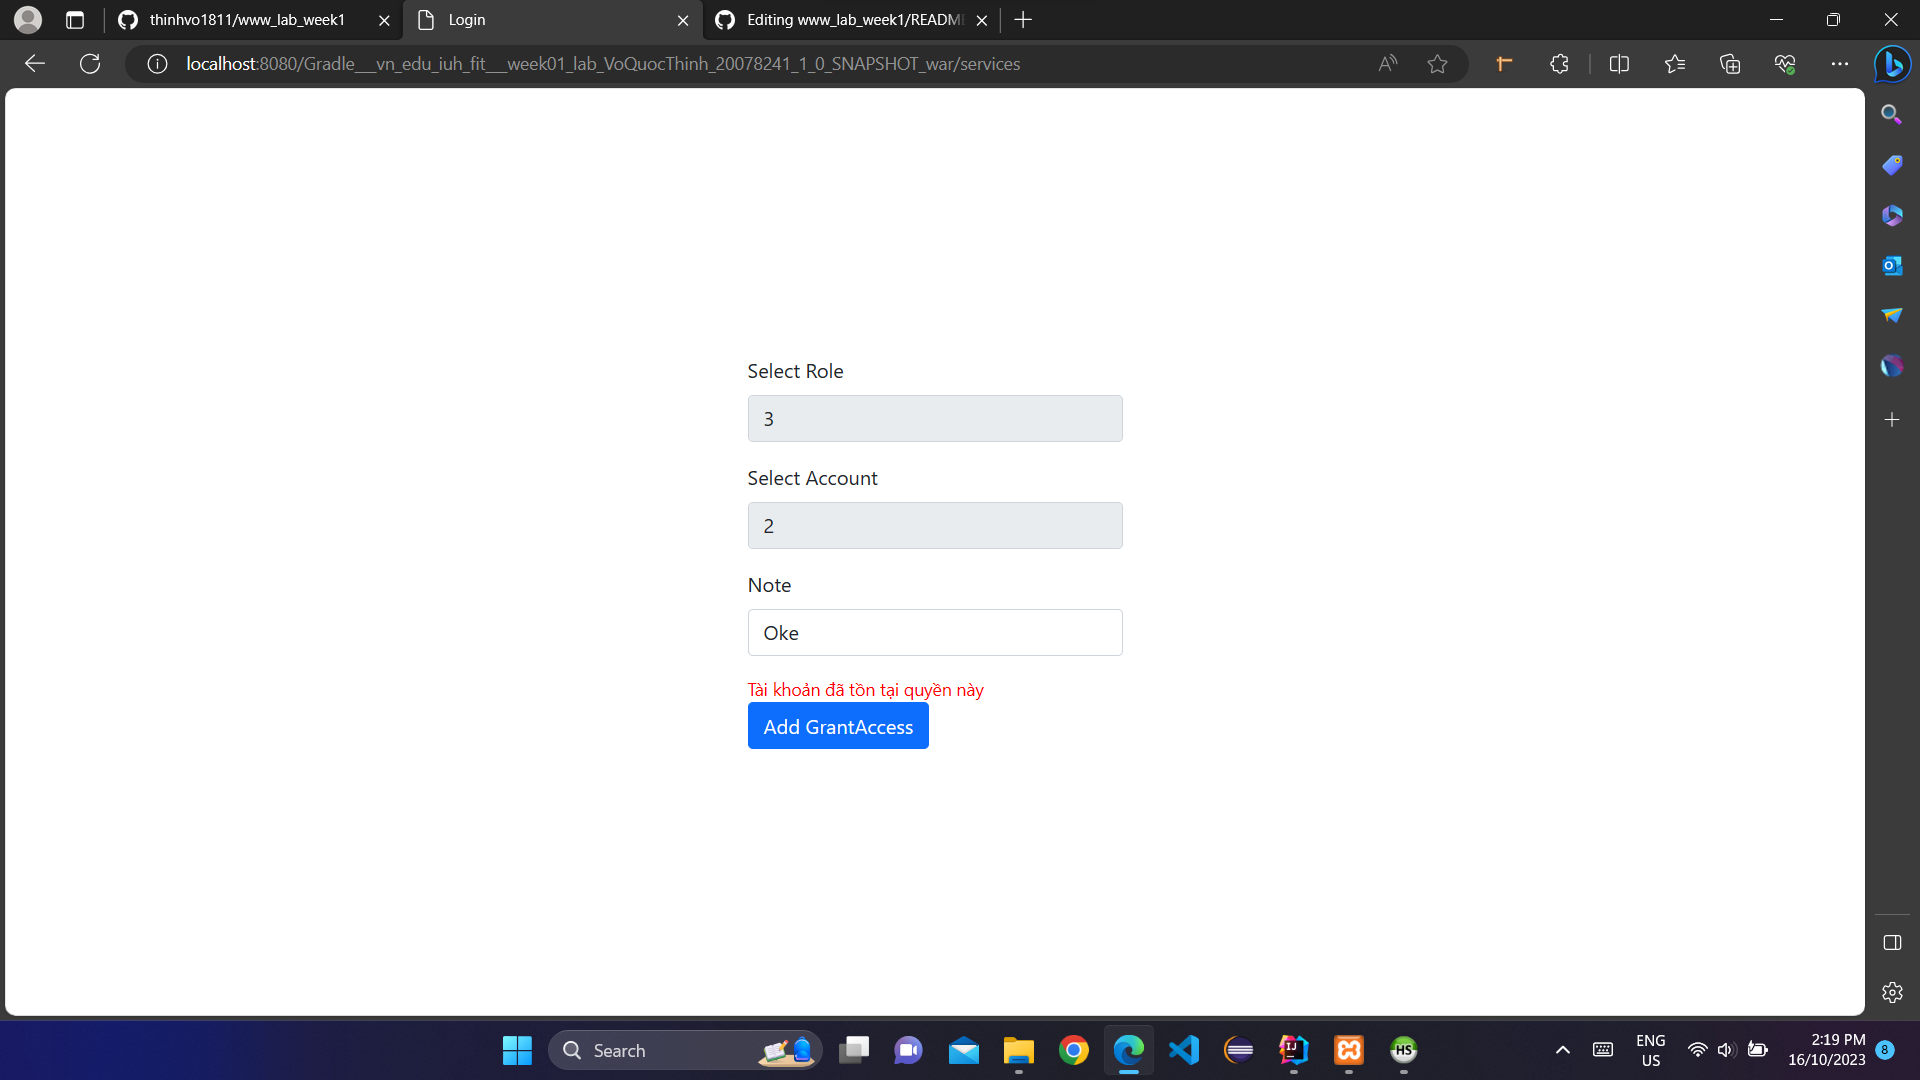 thinhvo1811/www_lab_week1
Login
Editing www_lab_week1/READM
localhost:8080/Gradle___vn_edu_iuh_fit___week01_lab_VoQuocThinh_20078241_1_0_SNAPSHOT_war/services
Select Role
3
Select Account
2
Note
Oke
Tài khoản đã tồn tại quyền này
Add GrantAccess
Search
ENG
US
2:19 PM
16/10/2023
8